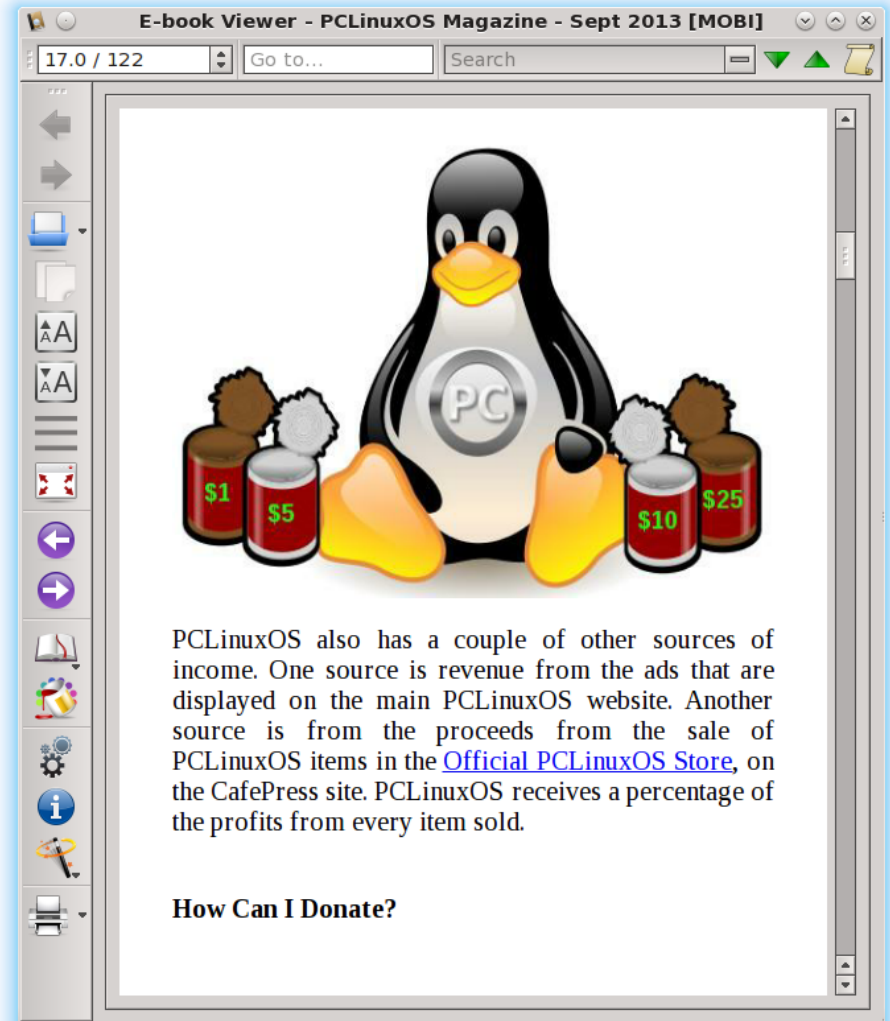 E-book Viewer - PCLinuxOS Magazine - Sept 2013 [MOBI]
17.0 / 122
Go to...
Search
AA
AA
PC
$1
$5
$10
$25
PCLinuxOS also has a couple of other sources of
income. One source is revenue from the ads that are
displayed on the main PCLinuxOS website. Another
source is from the proceeds from the sale of
PCLinuxOS items in the Official PCLinuxOS Store, on
the CafePress site. PCLinuxOS receives a percentage of
the profits from every item sold.
How Can I Donate?